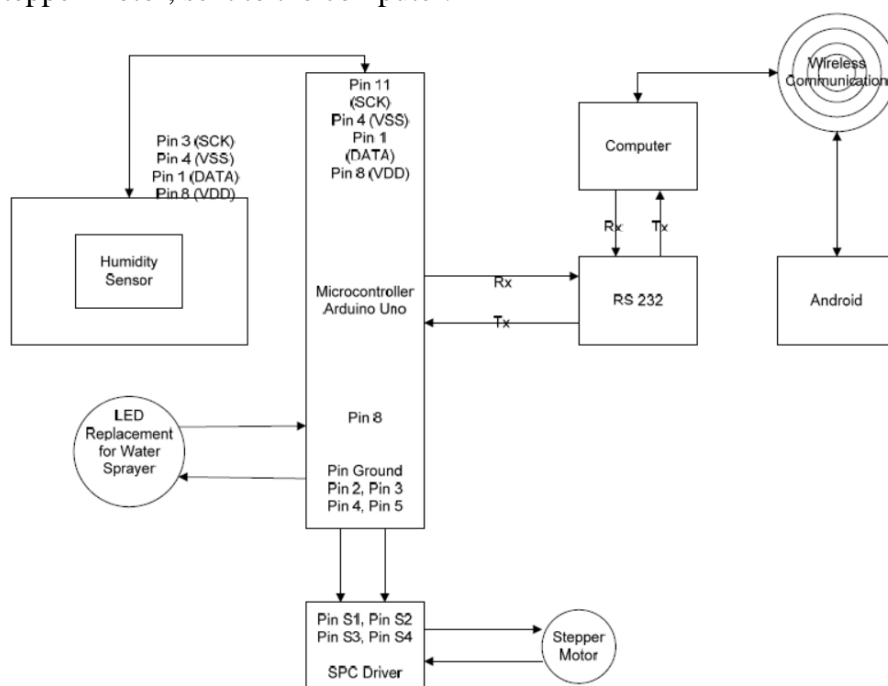 Pin 11
(SCK)
Pin 4 (VSS)
Pin 1
(DATA)
Pin 8 (VDD)
Pin 3 (SCK)
Pin 4 (VSS)
Pin 1 (DATA)
Pin 8 (VDD)
Humidity
Sensor
Microcontroller
Arduino Uno
Pin 8
Pin Ground
Pin 2, Pin 3
Pin 4, Pin 5
LED
Replacement
for Water
Sprayer
Pin S1, Pin S2
Pin S3, Pin S4
SPC Driver
Stepper
Motor
Rx
Tx
RS 232
Rx
Tx
Computer
Wireless
Communication
Android